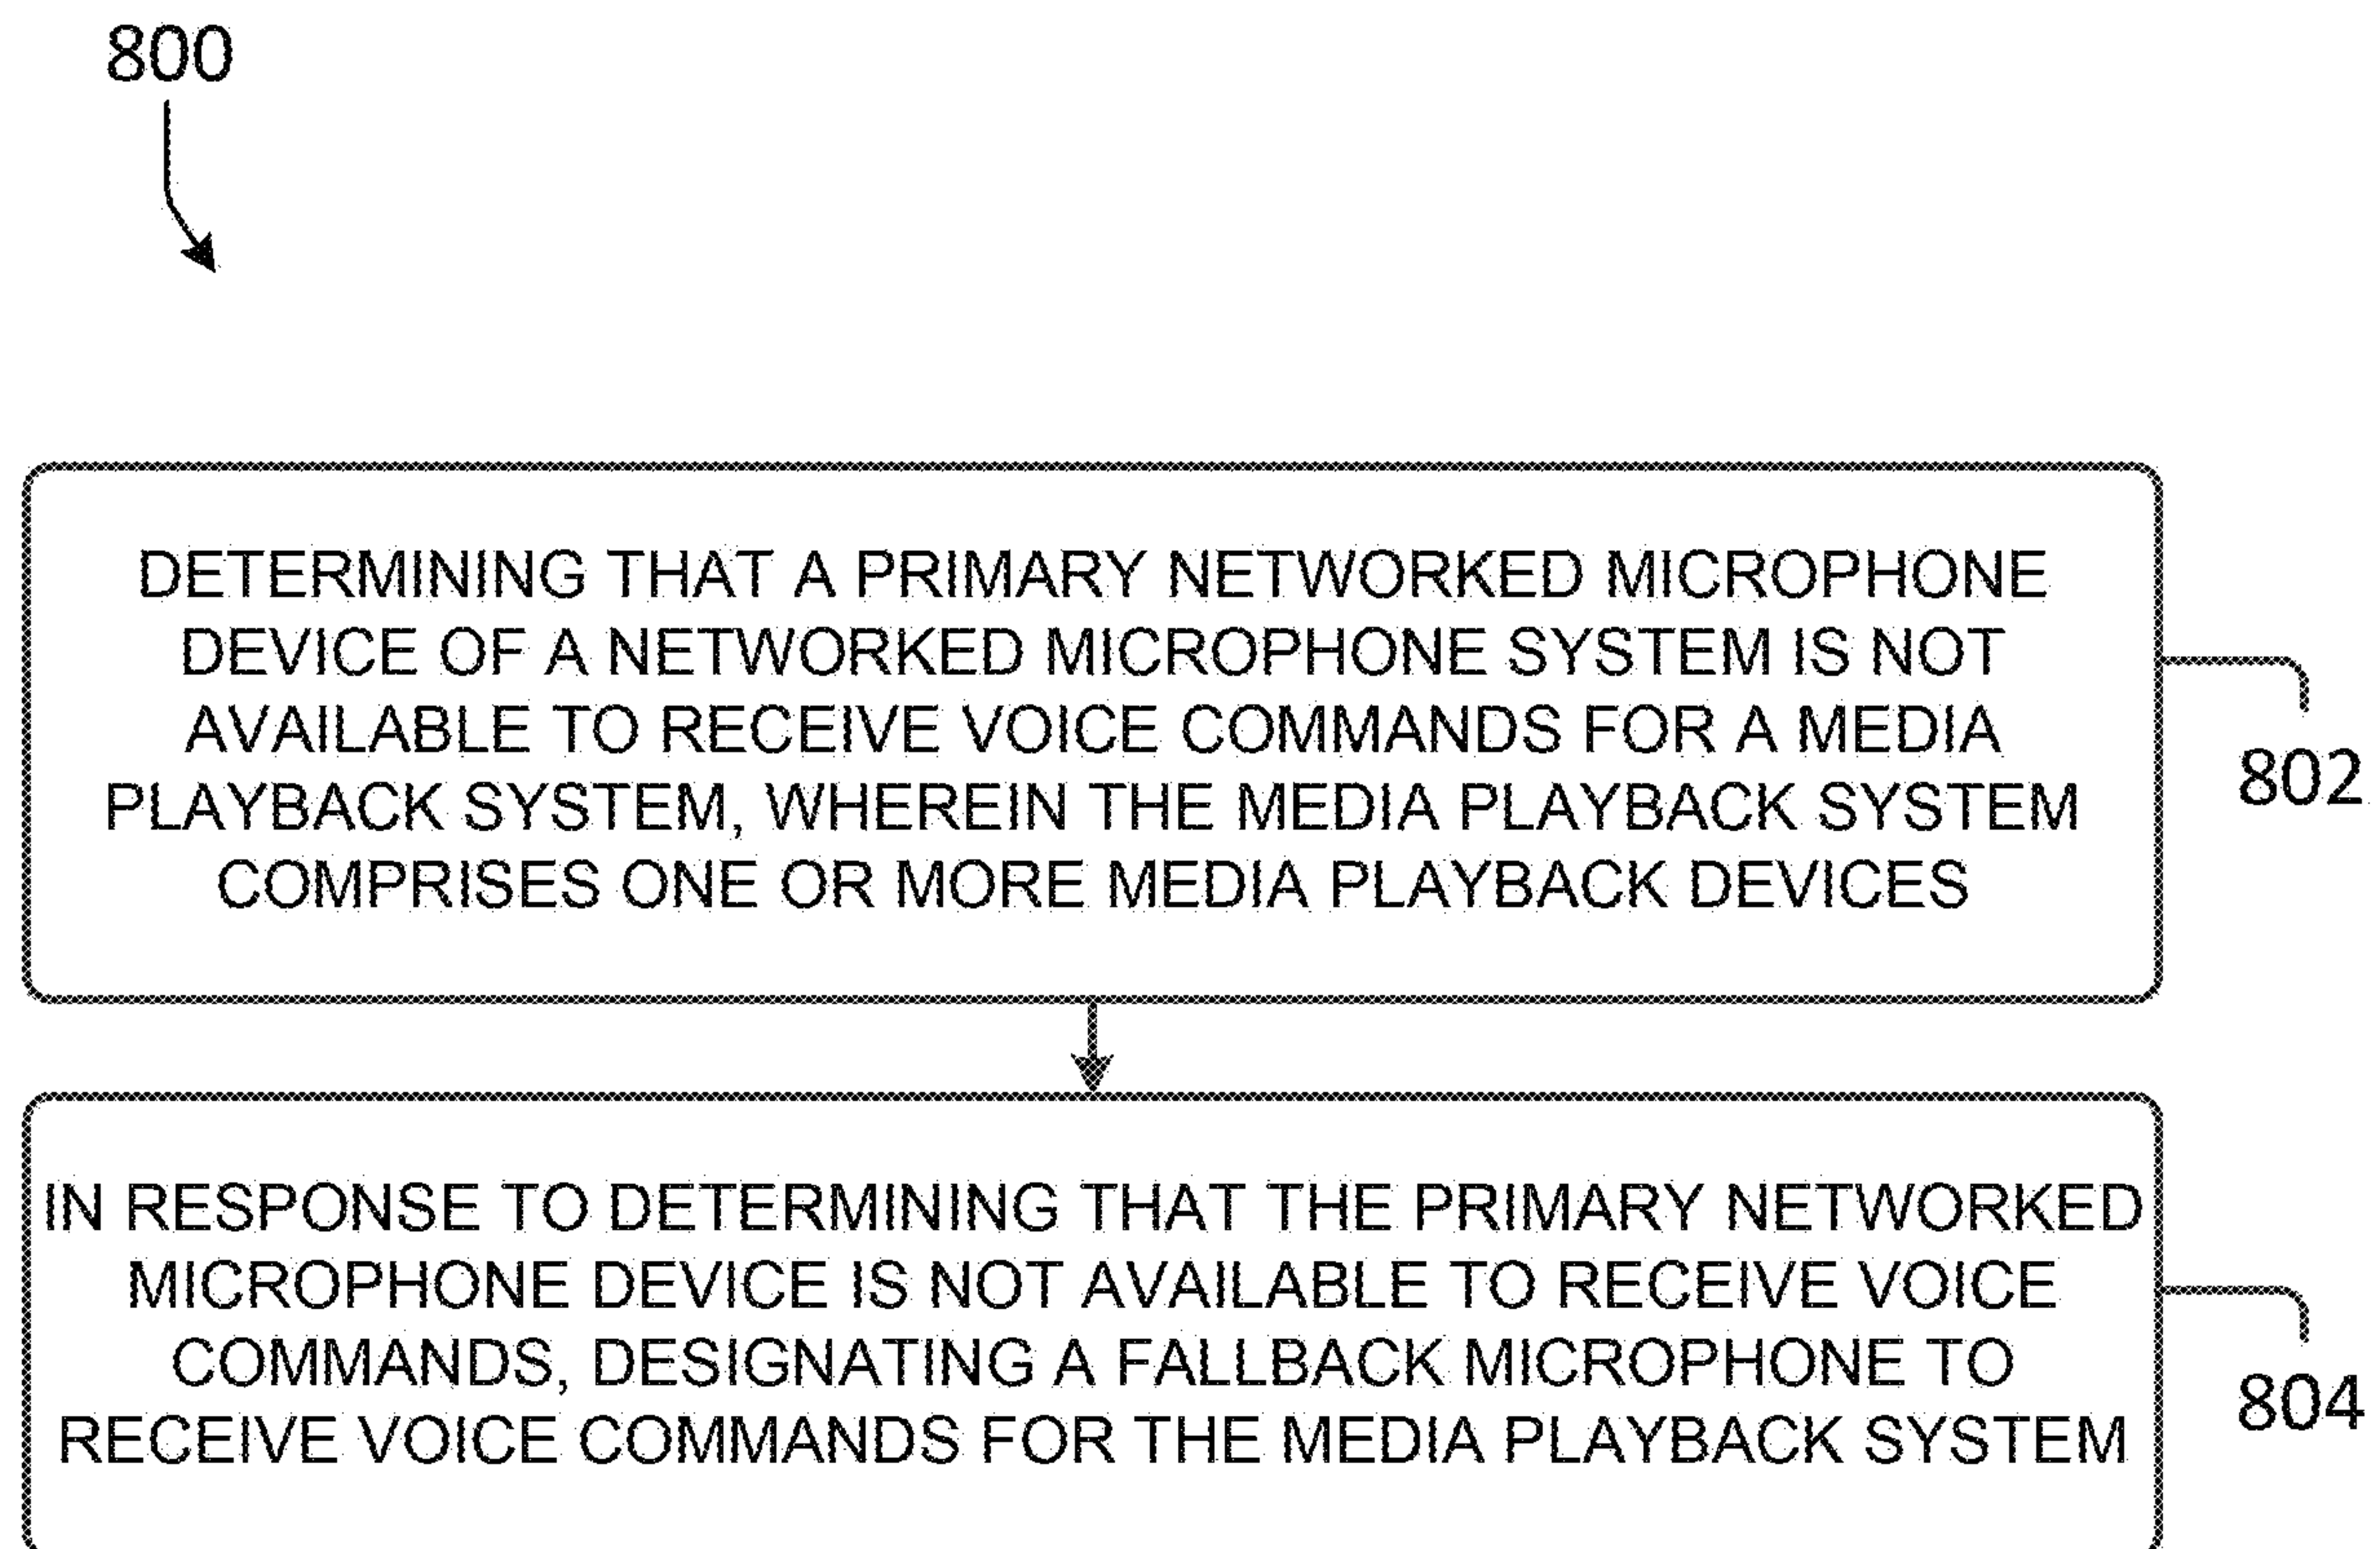 800
DETERMINING THAT A PRIMARY NETWORKED MICROPHONE
DEVICE OF A NETWORKED MICROPHONE SYSTEM IS NOT
AVAILABLE TO RECEIVE VOICE COMMANDS FOR A MEDIA
PLAYBACK SYSTEM, WHEREIN THE MEDIA PLAYBACK SYSTEM
COMPRISES ONE OR MORE MEDIA PLAYBACK DEVICES
802
IN RESPONSE TO DETERMINING THAT THE PRIMARY NETWORKED
MICROPHONE DEVICE IS NOT AVAILABLE TO RECEIVE VOICE
COMMANDS, DESIGNATING A FALLBACK MICROPHONE TO
RECEIVE VOICE COMMANDS FOR THE MEDIA PLAYBACK SYSTEM
804